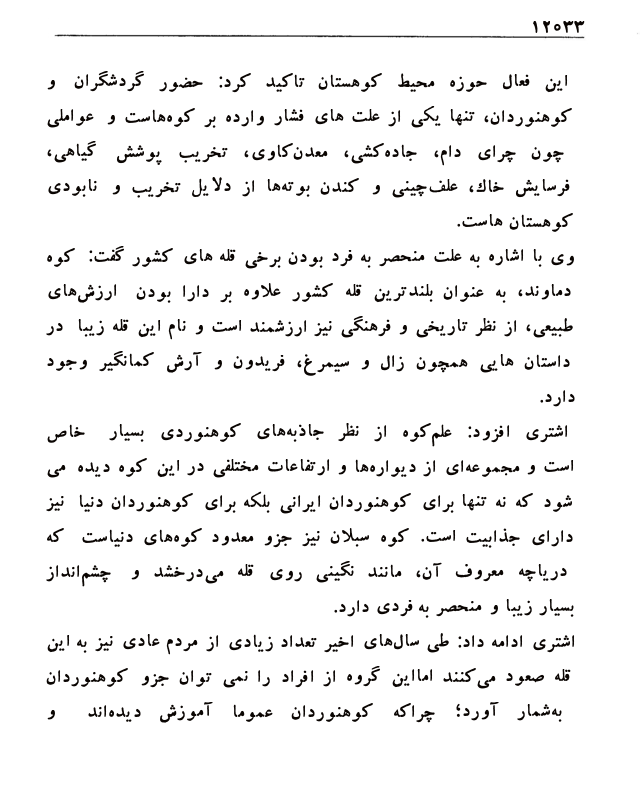 ۱۲۰۳۳
این فعال حوزه محیط کوهستان تاکید کرد: حضور گردشگران و
کوهنوردان، تنها یکی از علت های فشار وارده بر کوه‌هاست و عواملی
چون چرای دام، جاده‌کشی، معدن‌کاوی، تخریب پوشش گیاهی،
فرسایش خاك، علف‌چینی و کندن بوته‌ها از دلایل تخریب و نابودی
کوهستان هاست.
وی با اشاره به علت منحصر به فرد بودن برخی قله های کشور گفت: کوه
دماوند، به عنوان بلندترین قله کشور علاوه بر دارا بودن ارزش‌های
طبیعی، از نظر تاریخی و فرهنگی نیز ارزشمند است و نام این قله زیبا در
داستان هایی همچون زال و سیمرغ، فریدون و آرش کمانگیر وجود
دارد.
اشتری افزود: علم‌کوه از نظر جاذبه‌های کوهنوردی بسیار خاص
است و مجموعه‌ای از دیواره‌ها و ارتفاعات مختلفی در این کوه دیده می
شود که نه تنها برای کوهنوردان ایرانی بلکه برای کوهنوردان دنیا نیز
دارای جذابیت است. کوه سبلان نیز جزو معدود کوه‌های دنیاست که
دریاچه معروف آن، مانند نگینی روی قله می‌درخشد و چشم‌انداز
بسیار زیبا و منحصر به فردی دارد.
اشتری ادامه داد: طی سال‌های اخیر تعداد زیادی از مردم عادی نیز به این
قله صعود می‌کنند امااین گروه از افراد را نمی توان جزو کوهنوردان
به‌شمار آورد؛ چراکه کوهنوردان عموما آموزش دیده‌اند و